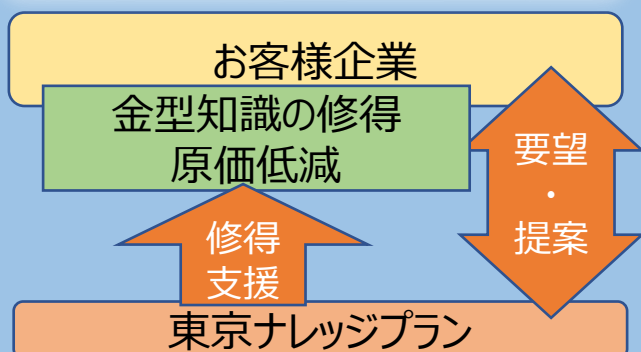 お客様企業
金型知識の修得
原価低減
要望
・
提案
修得
支援
東京ナレッジプラン